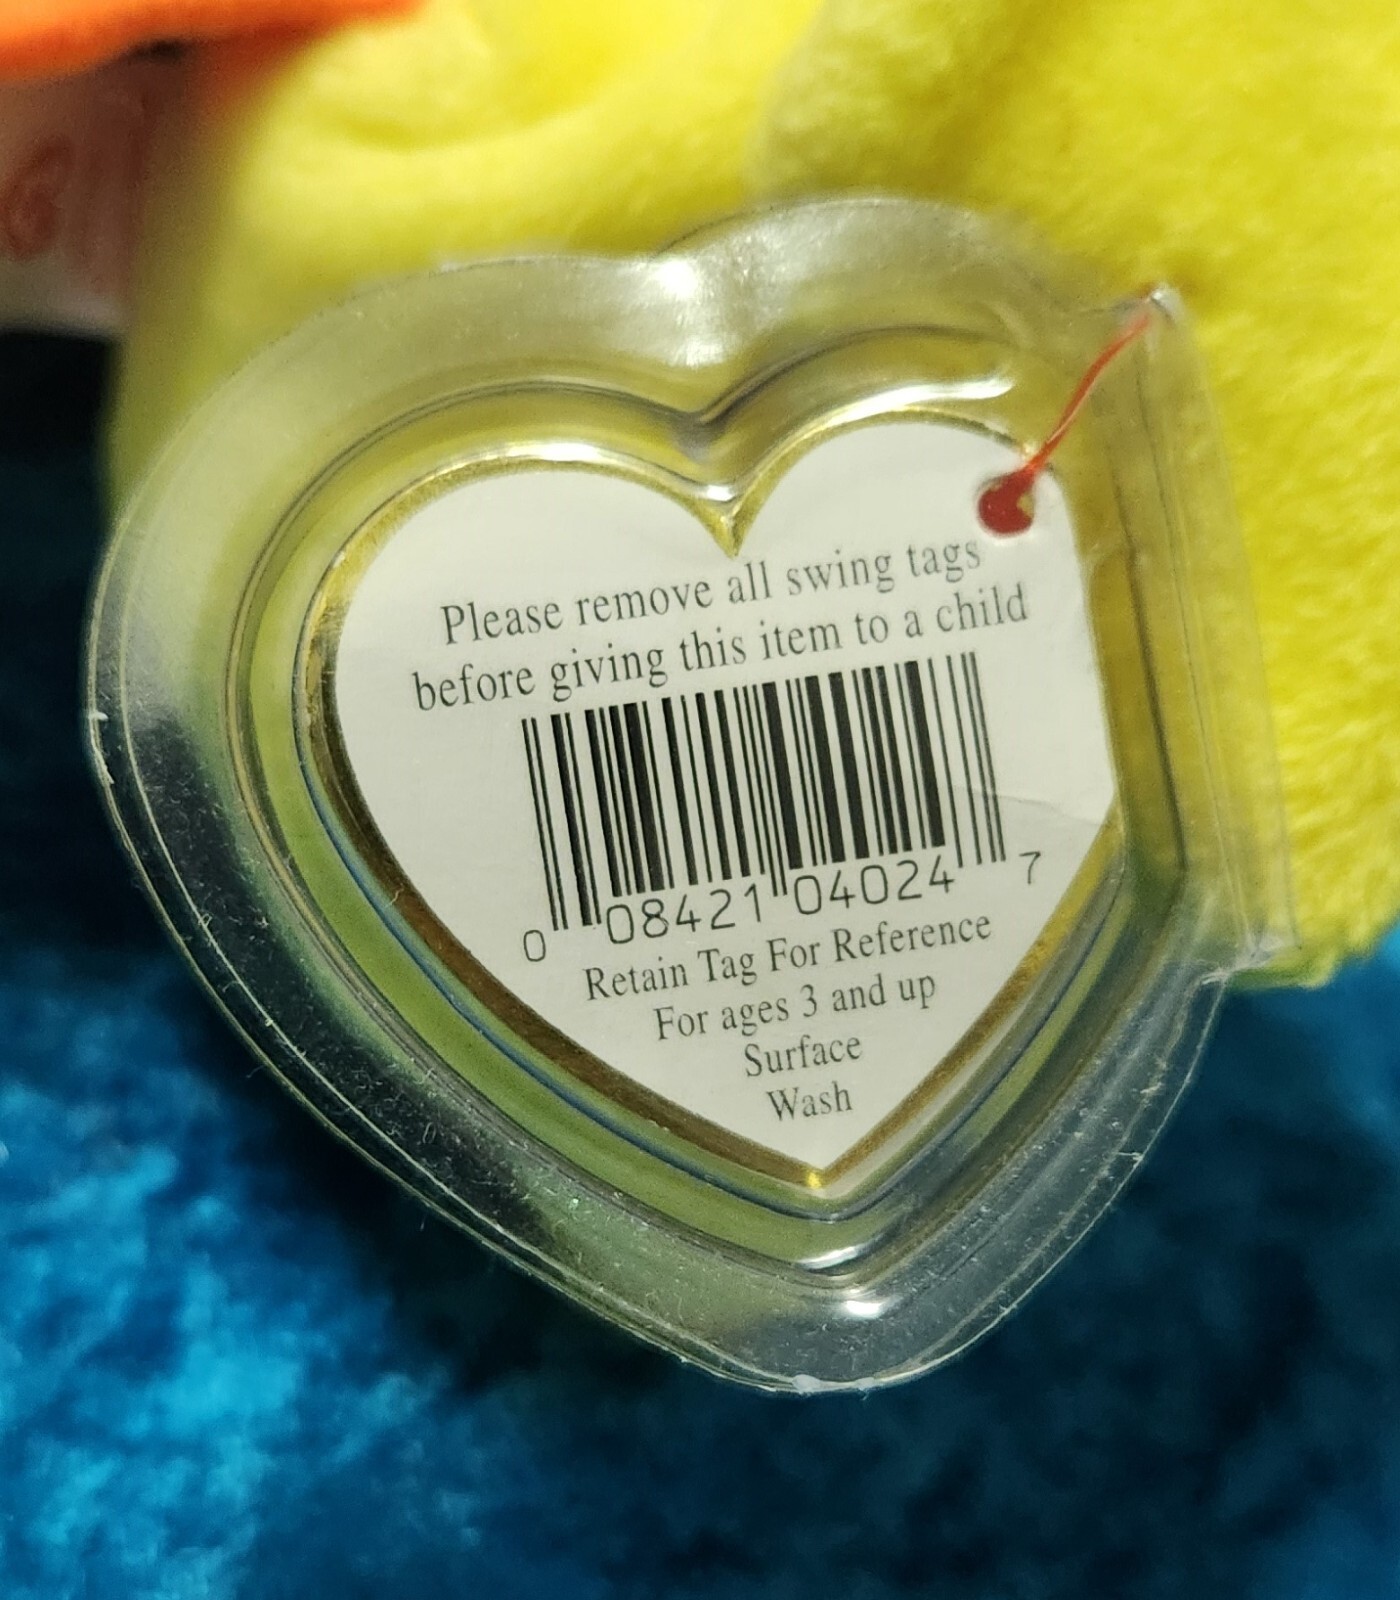 Please remove all swing tags
before giving this item to a child
0 08421 04024 7
Retain Tag For Reference
For ages 3 and up
Surface
Wash